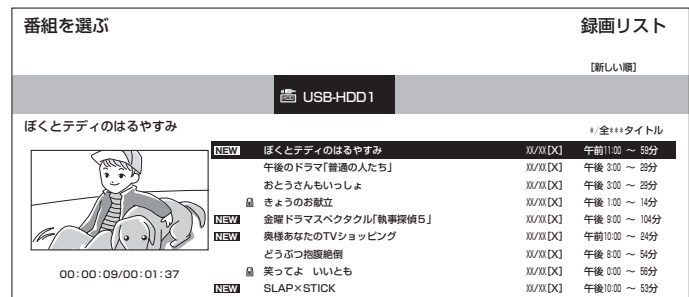 番組を選ぶ 録画リスト
[新しい順]
USB-HDD1
ぼくとテディのはるやすみ */全***タイトル
NEW ぼくとテディのはるやすみ XX/XX[X] 午前11:00 ～ 59分
午後のドラマ「普通の人たち」 XX/XX[X] 午後 3:00 ～ 29分
おとうさんもいっしょ XX/XX[X] 午後 3:00 ～ 29分
きょうのお献立 XX/XX[X] 午後 1:00 ～ 14分
NEW 金曜ドラマスペクタクル「執事探偵5」 XX/XX[X] 午後 9:00 ～ 104分
NEW 奥様あなたのTVショッピング XX/XX[X] 午前10:00 ～ 24分
どうぶつ抱腹絶倒 XX/XX[X] 午後 8:00 ～ 54分
笑ってよ いいとも XX/XX[X] 午後 0:00 ～ 56分
NEW SLAP×STICK XX/XX[X] 午後10:00 ～ 53分
00:00:09/00:01:37